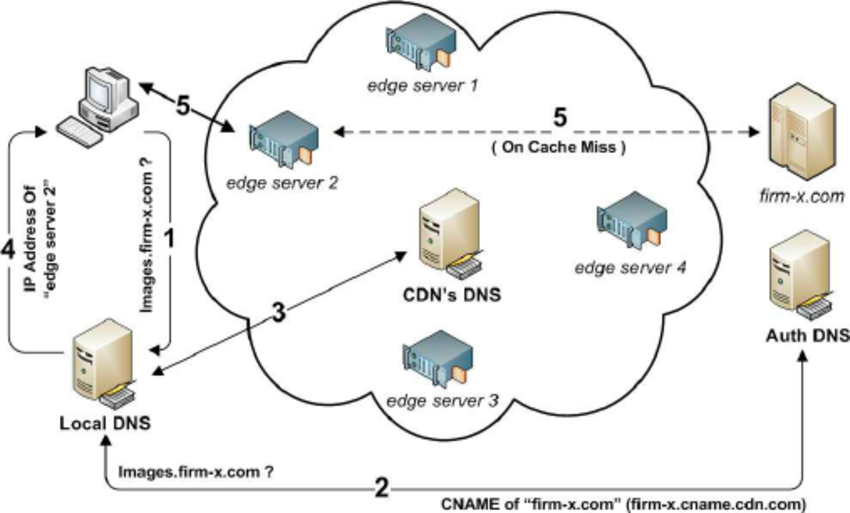 edge server 1
5
5
( On Cache Miss )
edge server 2
firm-x.com
4
IP Address Of
"edge server 2"
Images.firm-x.com ?
1
edge server 4
CDN's DNS
3
Auth DNS
edge server 3
Local DNS
Images.firm-x.com ?
2
CNAME of "firm-x.com" (firm-x.cname.cdn.com)